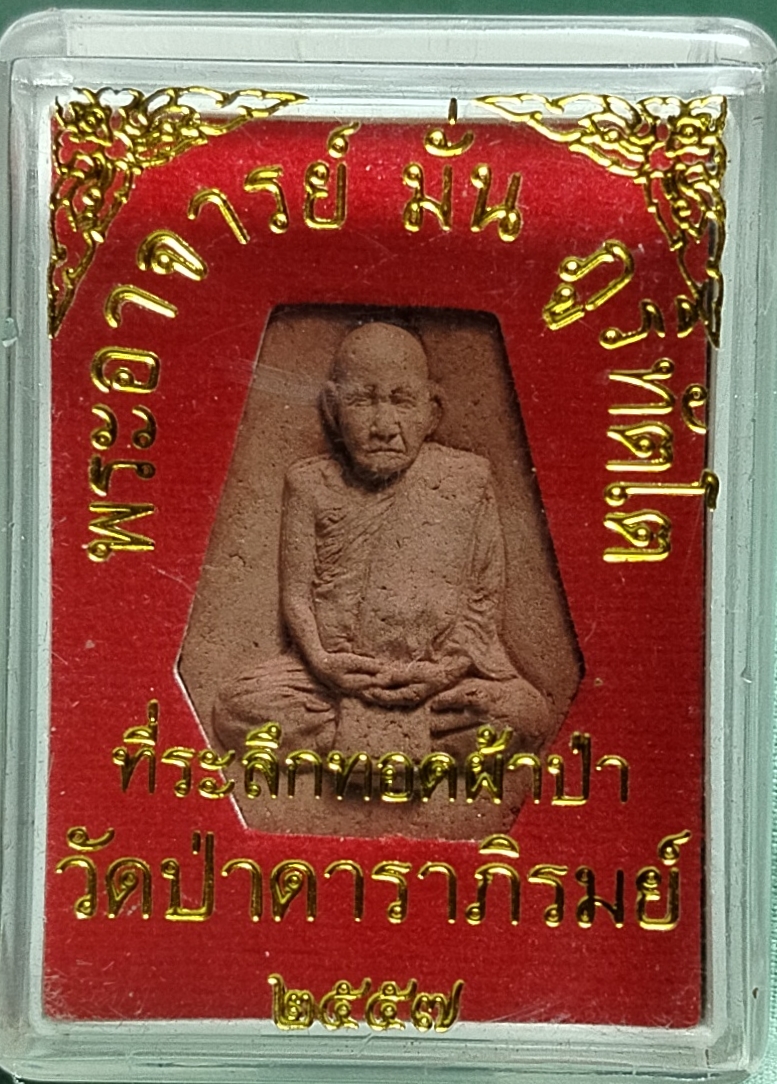 พระอาจารย์ มั่น ภูริทัตโต
ที่ระลึกทอดผ้าป่า
วัดป่าดาราภิรมย์
๒๕๕๗